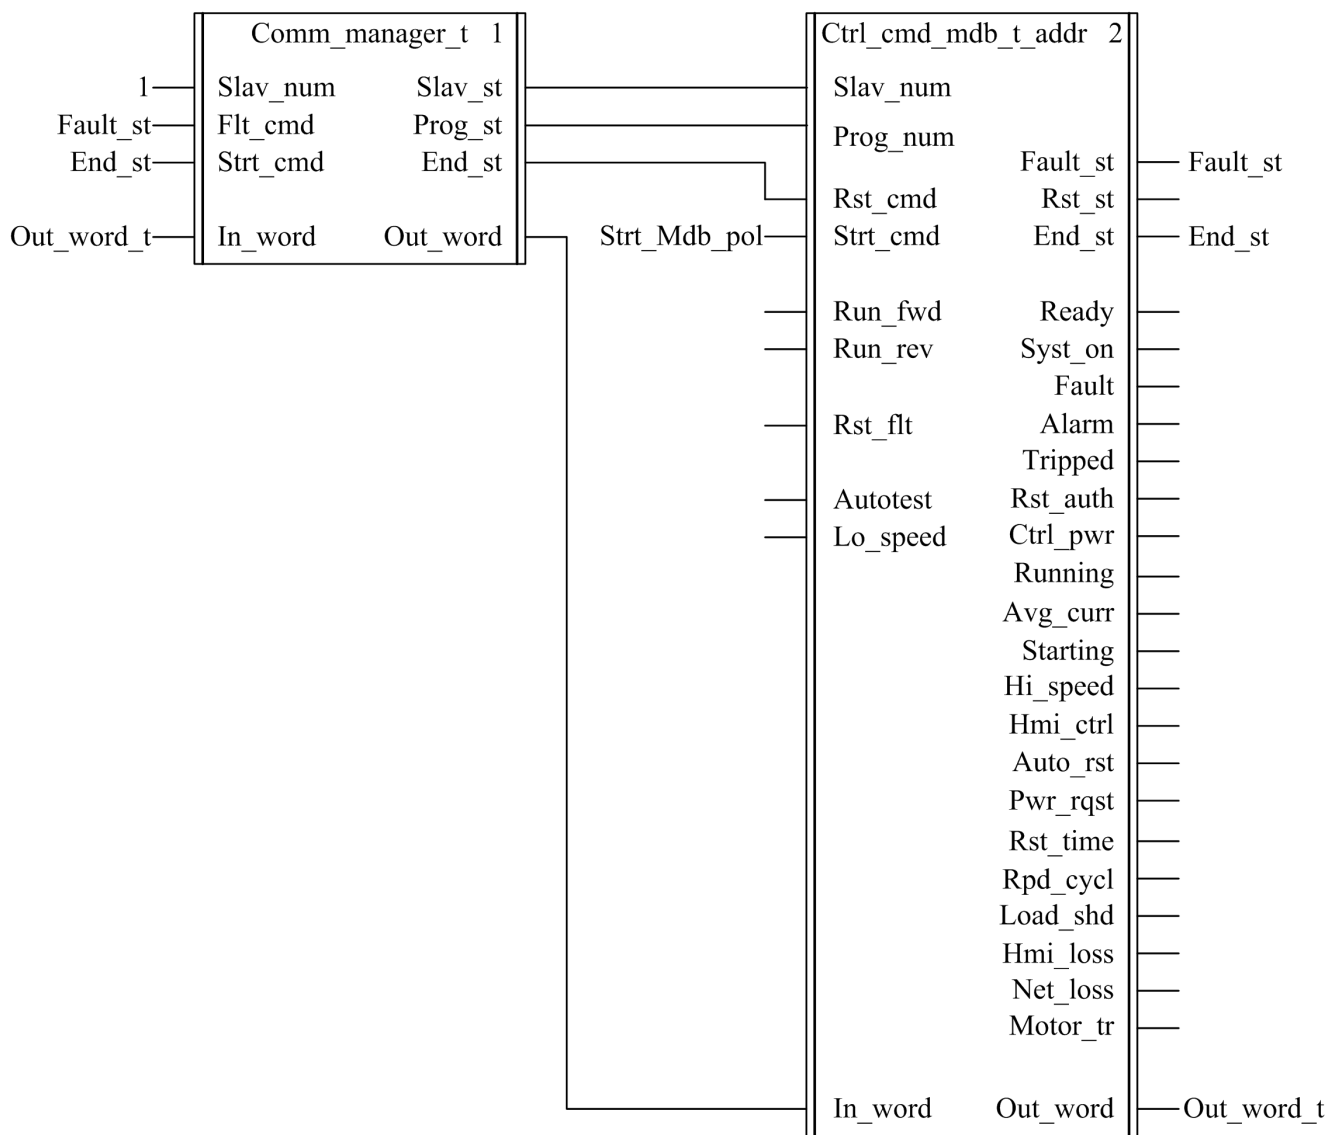 Comm_manager_t 1
Ctrl_cmd_mdb_t_addr 2
1 Slav_num Slav_st Slav_num
Fault_st Flt_cmd Prog_st Prog_num
End_st Strt_cmd End_st Fault_st Fault_st
Rst_cmd Rst_st
Out_word_t In_word Out_word Strt_Mdb_pol Strt_cmd End_st End_st
Run_fwd Ready
Run_rev Syst_on
Fault
Rst_flt Alarm
Tripped
Autotest Rst_auth
Lo_speed Ctrl_pwr
Running
Avg_curr
Starting
Hi_speed
Hmi_ctrl
Auto_rst
Pwr_rqst
Rst_time
Rpd_cycl
Load_shd
Hmi_loss
Net_loss
Motor_tr
In_word Out_word Out_word_t